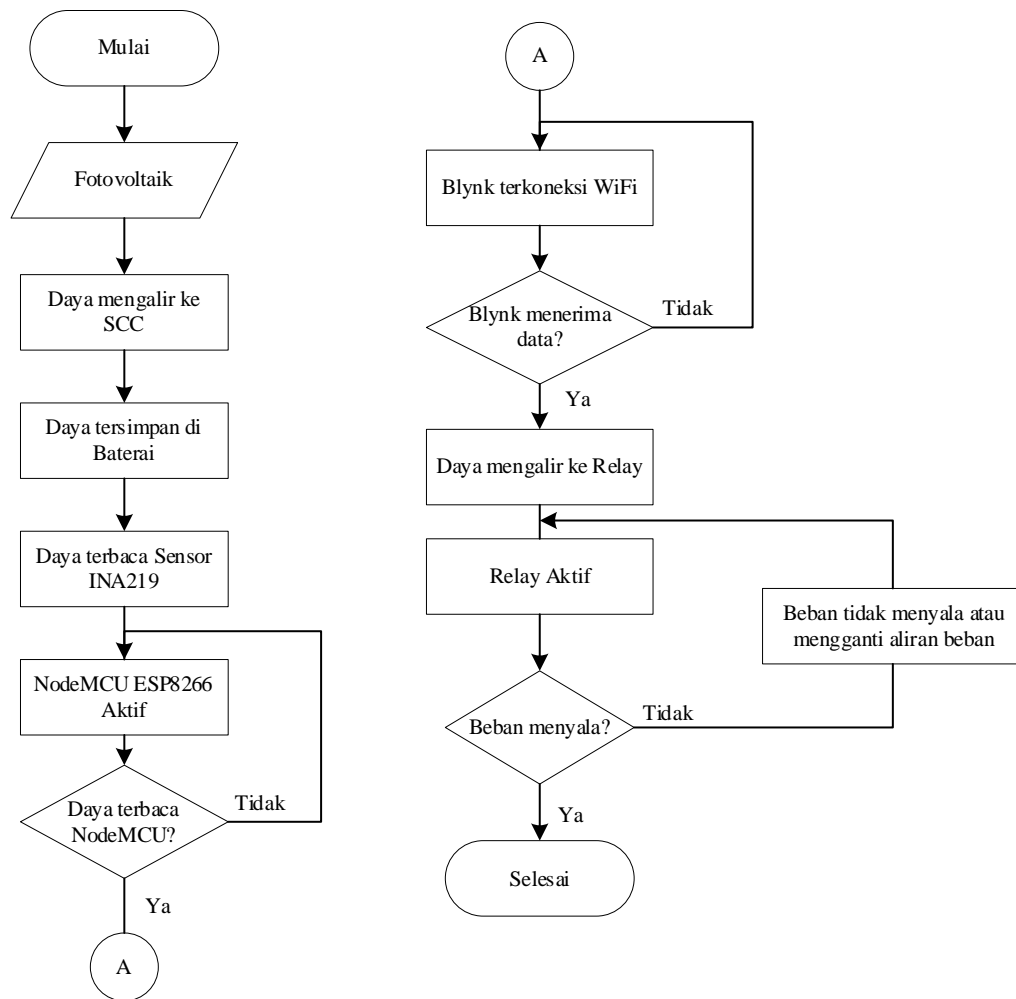 Mulai
Fotovoltaik
Daya mengalir ke
SCC
Daya tersimpan di
Baterai
Daya terbaca Sensor
INA219
NodeMCU ESP8266
Aktif
Daya terbaca
NodeMCU?
Tidak
Ya
A
A
Blynk terkoneksi WiFi
Blynk menerima
data?
Tidak
Ya
Daya mengalir ke Relay
Relay Aktif
Beban tidak menyala atau
mengganti aliran beban
Beban menyala?
Tidak
Ya
Selesai